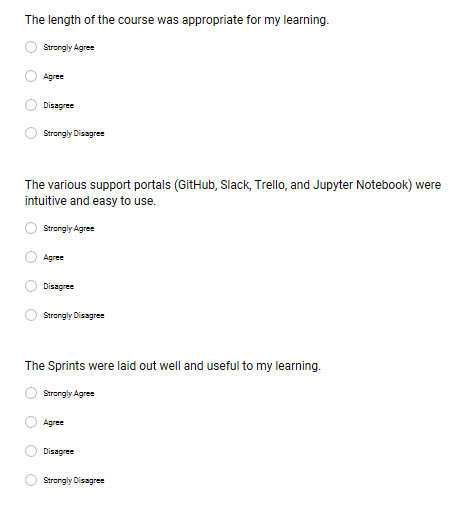 The length of the course was appropriate for my learning.
Strongly Agree
Agree
Disagree
Strongly Disagree
The various support portals (GitHub, Slack, Trello, and Jupyter Notebook) were
intuitive and easy to use.
Strongly Agree
Agree
Disagree
Strongly Disagree
The Sprints were laid out well and useful to my learning.
Strongly Agree
Agree
Disagree
Strongly Disagree